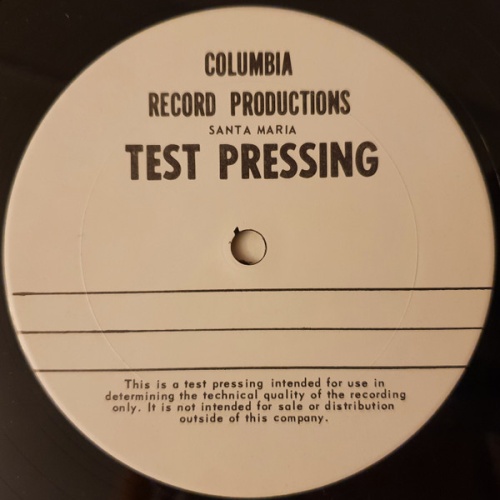 COLUMBIA
RECORD PRODUCTIONS
SANTA MARIA
TEST PRESSING
This is a test pressing intended for use in
determining the technical quality of the recording
only. It is not intended for sale or distribution
outside of this company.